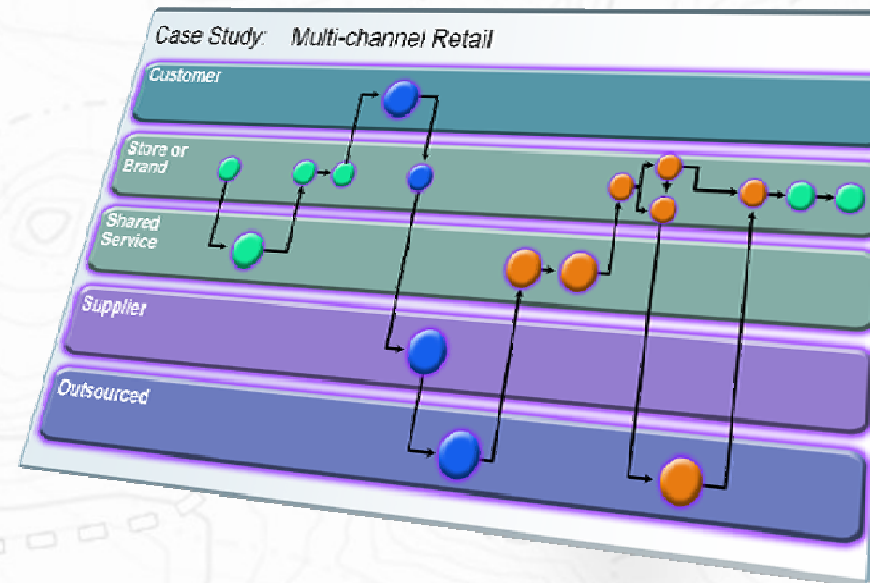 Case Study: Multi-channel Retail
Customer
Store or
Brand
Shared
Service
Supplier
Outsourced